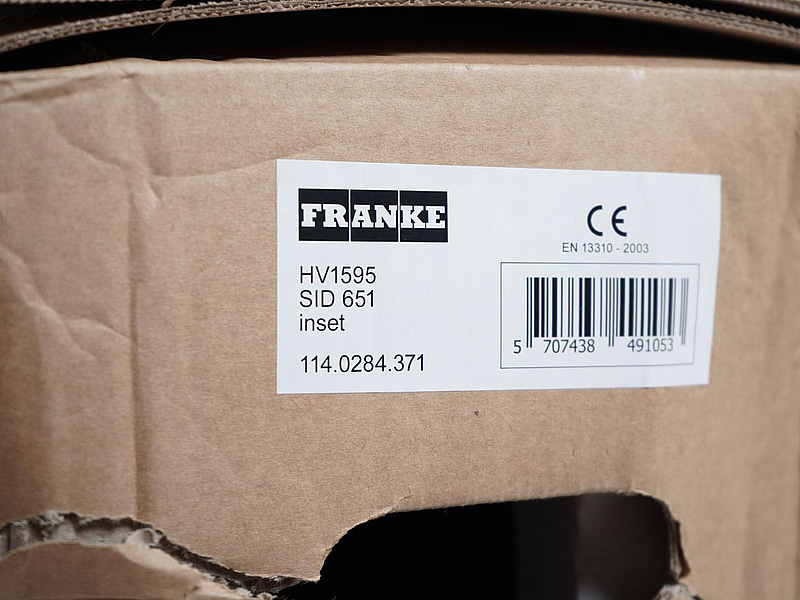 FRANKE
HV1595
SID 651
inset
114.0284.371
CE
EN 13310 - 2003
5 707438 491053